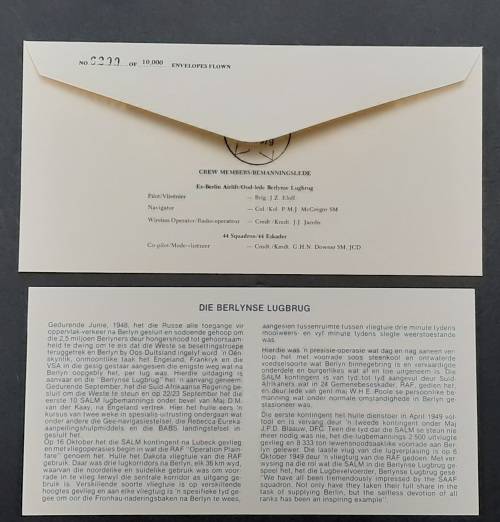 NO. OF 10,000 ENVELOPES FLOWN
CREW MEMBERS/BEMANNINGSLEDE
Ex-Berlin Airlift/Oud-lede Berlynse Lugbrug
Pilot/Vlieënier – Brig. J.Z. Eloff
Navigator – Col./Kol. P.M.J. McGregor SM
Wireless Operator/Radio-operateur – Cmdt/Kmdt. J.J. Jacobs
44 Squadron/44 Eskader
Co-pilot/Mede-vlieënier – Cmdt/Kmdt. G.H.N. Downie SM, JCD
DIE BERLYNSE LUGBRUG
Gedurende Junie, 1948, het die Russe alle toegange vir
oppervlak-verkeer na Berlyn gesluit en sodoende gehoop om
die 2,5 miljoen Berlyners deur hongersnood tot gehoorsaam-
heid te dwing om te eis dat die Weste se besettingstroepe
teruggetrek en Berlyn by Oos Duitsland ingelyf word. 'n Oën-
skynlik, onmoontlike taak het Engeland, Frankryk en die
VSA in die gesig gestaar aangesien die enigste weg wat na
Berlyn oopgebly het, per lug was. Hierdie uitdaging is
aanvaar en die "Berlynse Lugbrug" het 'n aanvang geneem.
Gedurende September, het die Suid-Afrikaanse Regering be-
sluit om die Weste te steun en op 22/23 September het die
eerste 10 SALM lugbemannings onder bevel van Maj D.M.
van der Kaay, na Engeland vertrek. Hier het hulle eers 'n
kursus van twee weke in spesiale uitrusting ondergaan wat
onder andere die Gee-navigasiestelsel, die Rebecca-Eureka-
aanpeilingshulpmiddels en die BABS landingstelsel in
gesluit het.
Op 16 Oktober het die SALM kontingent na Lubeck gevlieg
en met vliegoperasies begin in wat die RAF "Operation Plain-
fare" genoem het. Hulle het Dakota vliegtuie van die RAF
gebruik. Daar was drie lugkorridors na Berlyn, elk 35 km wyd,
waarvan die noordelike en suidelike gebruik was om voor-
rade in te vlieg terwyl die sentrale korridor as uitgang ge-
bruik is. Verskillende soorte vliegtuie is op verskillende
hoogtes gevlieg en aan elke vliegtuig is 'n spesifieke tyd ge-
gee om oor die Fronhau-radierigbaken na Berlyn te wees,
aangesien tussenruimte tussen vliegtuie drie minute tydens
mooiweers- en vyf minute tydens slegte weerstoestande
was.
Hierdie was 'n presisie-operasie wat dag en nag aaneen ver-
loop het met voorrade soos steenkool en ontwaterde
voedselsoorte wat Berlyn binnegebring is en vervaardigde
onderdele en burgerlikes wat af en toe uitgeneem is. Die
SALM kontingent is van tyd tot tyd aangevul deur Suid-
Afrikaners wat in 24 Gemenebeseskader, RAF, gedien het,
en deur lede van genl-maj W.H.E. Poole se persoonlike be-
manning wat onder normale omstandighede in Berlyn ge-
stasioneer was.
Die eerste kontingent het hulle dienstoer in April 1949 vol-
tooi en is vervang deur 'n tweede kontingent onder Maj
J.P.D. Blaauw, DFC. Teen die tyd dat die SALM se steun nie
meer nodig was nie, het die lugbemannings 2 500 uitvlugte
gevlieg en 8 333 ton lewensnoodsaaklike vorrade aan Ber-
lyn gelewer. Die laaste vlug van die lugverplasing is op 6
Oktober 1949 deur 'n vliegtuig van die RAF gedoen. Met ver-
wysing na die rol wat die SALM in die Berlynse Lugbrug ge-
speel het, het die Lugbevelvoerder, Berlynse Lugbrug gesê
"We have all been tremendously impressed by the SAAF
squadron. Not only have they taken their full share in the
task of supplying Berlin, but the selfless devotion of all
ranks has been an inspiring example".